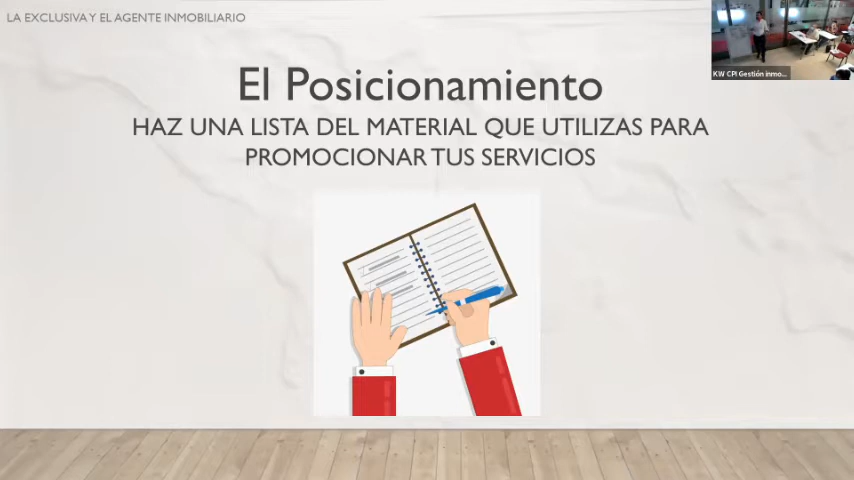 LA EXCLUSIVA Y EL AGENTE INMOBILIARIO
El Posicionamiento
HAZ UNA LISTA DEL MATERIAL QUE UTILIZAS PARA
PROMOCIONAR TUS SERVICIOS
KW CPI Gestión inmo...